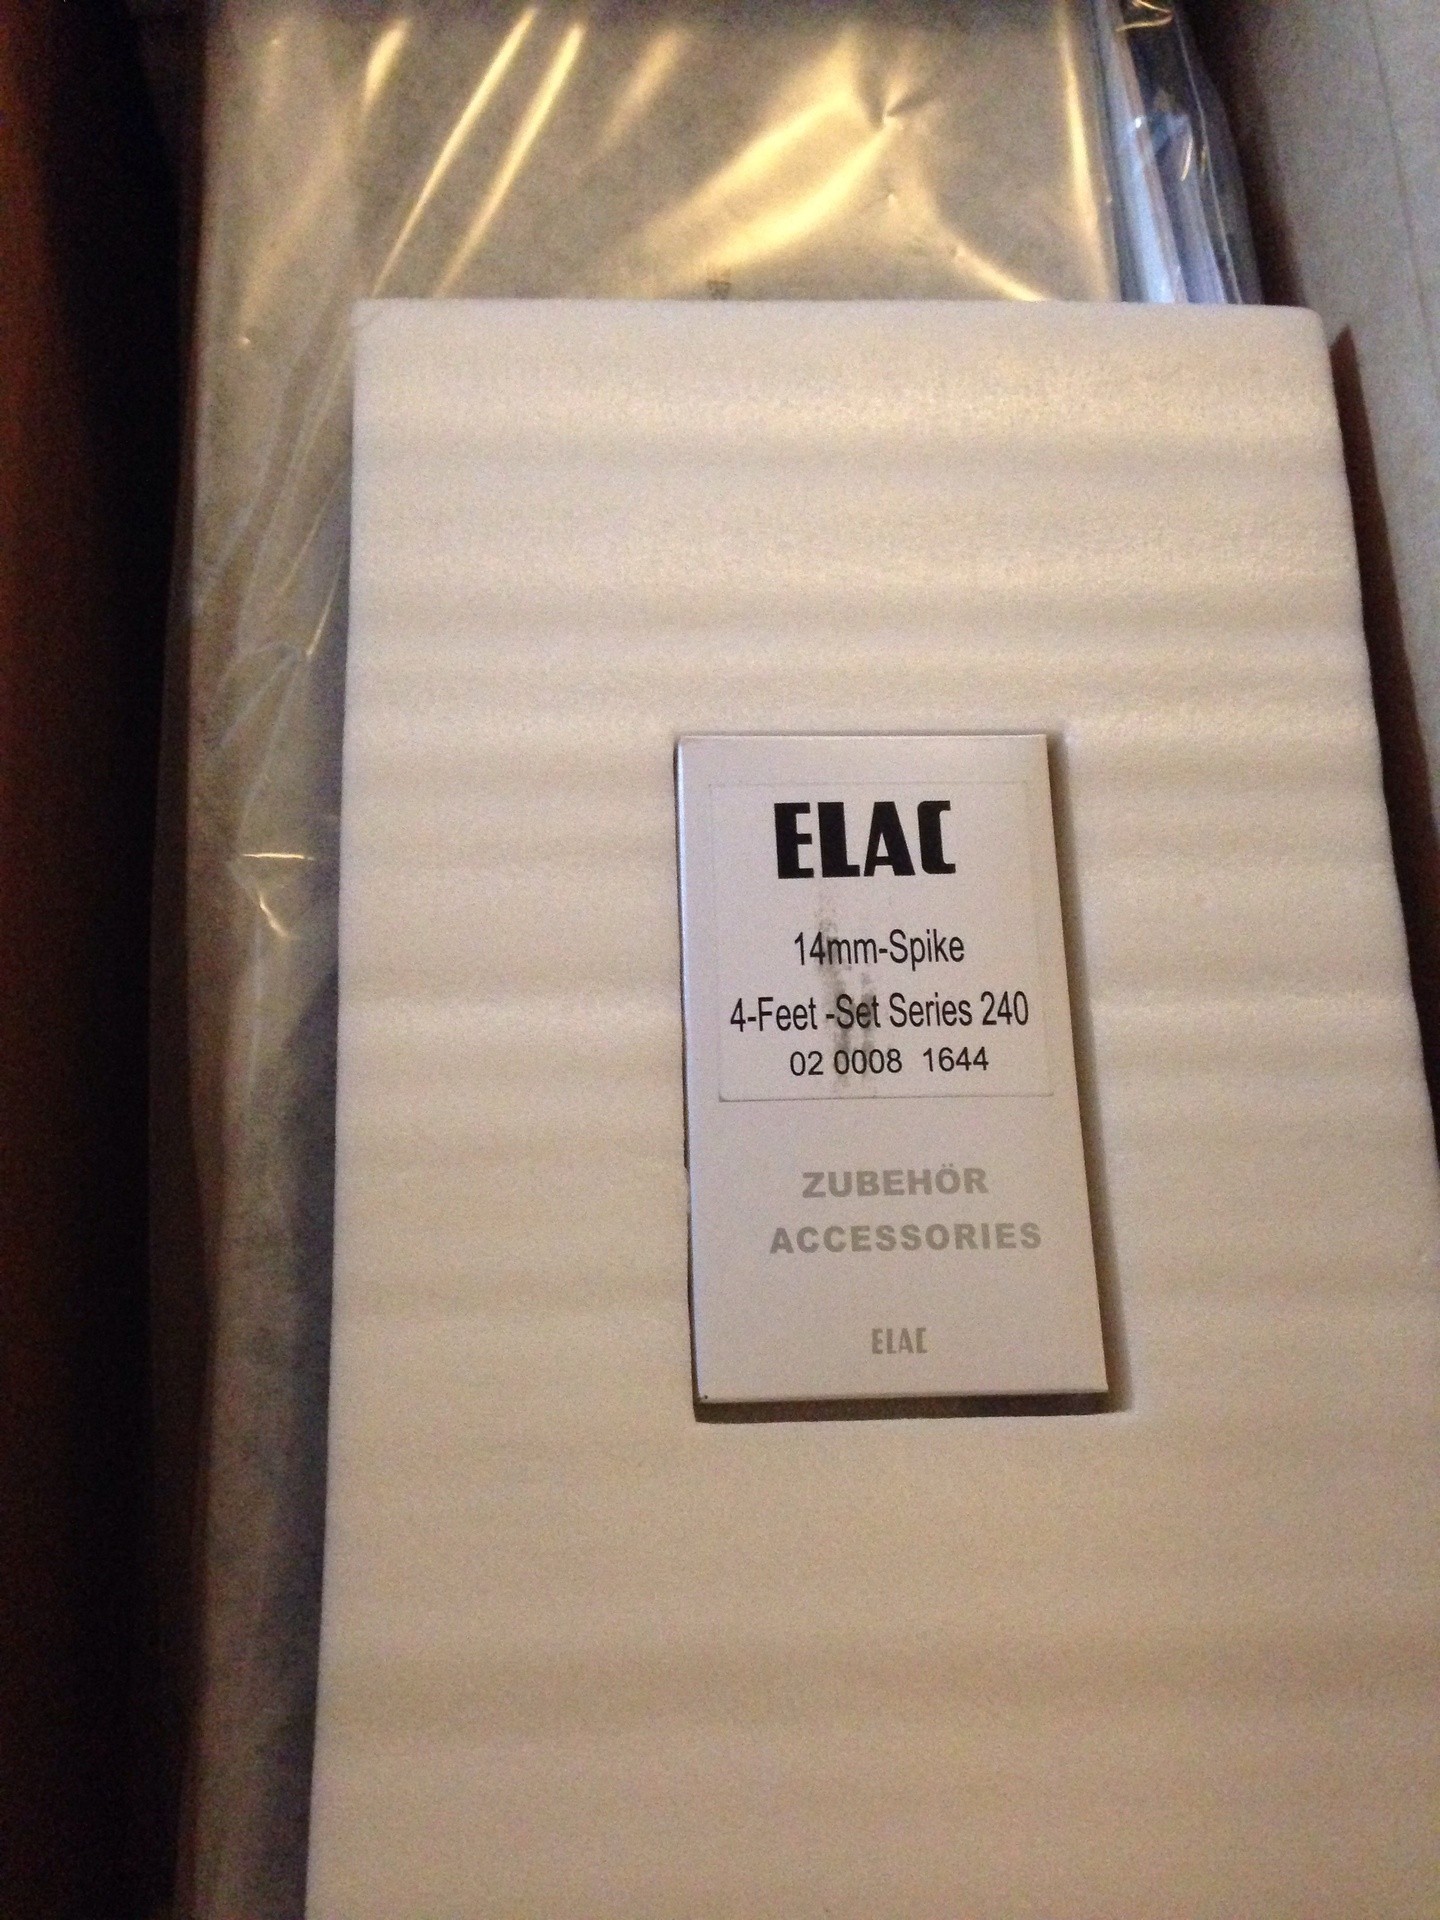 ELAC
14mm-Spike
4-Feet -Set Series 240
02 0008 1644
ZUBEHÖR
ACCESSORIES
ELAC